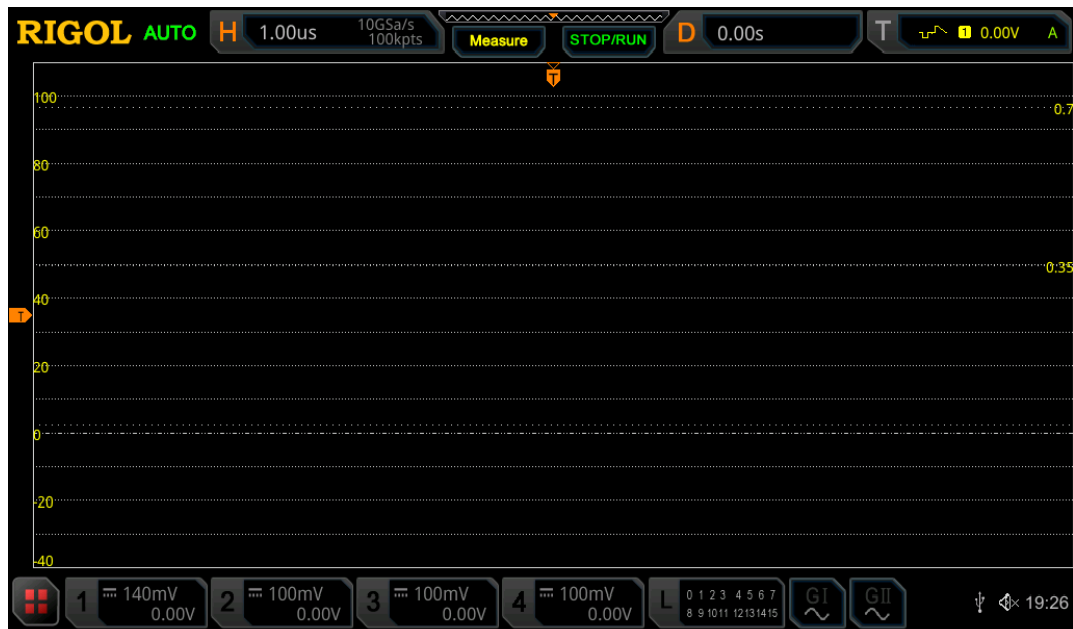 RIGOL AUTO H 1.00us 10GSa/s 100kpts Measure STOP/RUN D 0.00s T 1 0.00V A
T
100
0.7
80
60
0.35
40
T
20
0
-20
-40
1 140mV 0.00V 2 100mV 0.00V 3 100mV 0.00V 4 100mV 0.00V L 0 1 2 3 4 5 6 7 8 9 10 11 12 13 14 15 GI GII 19:26